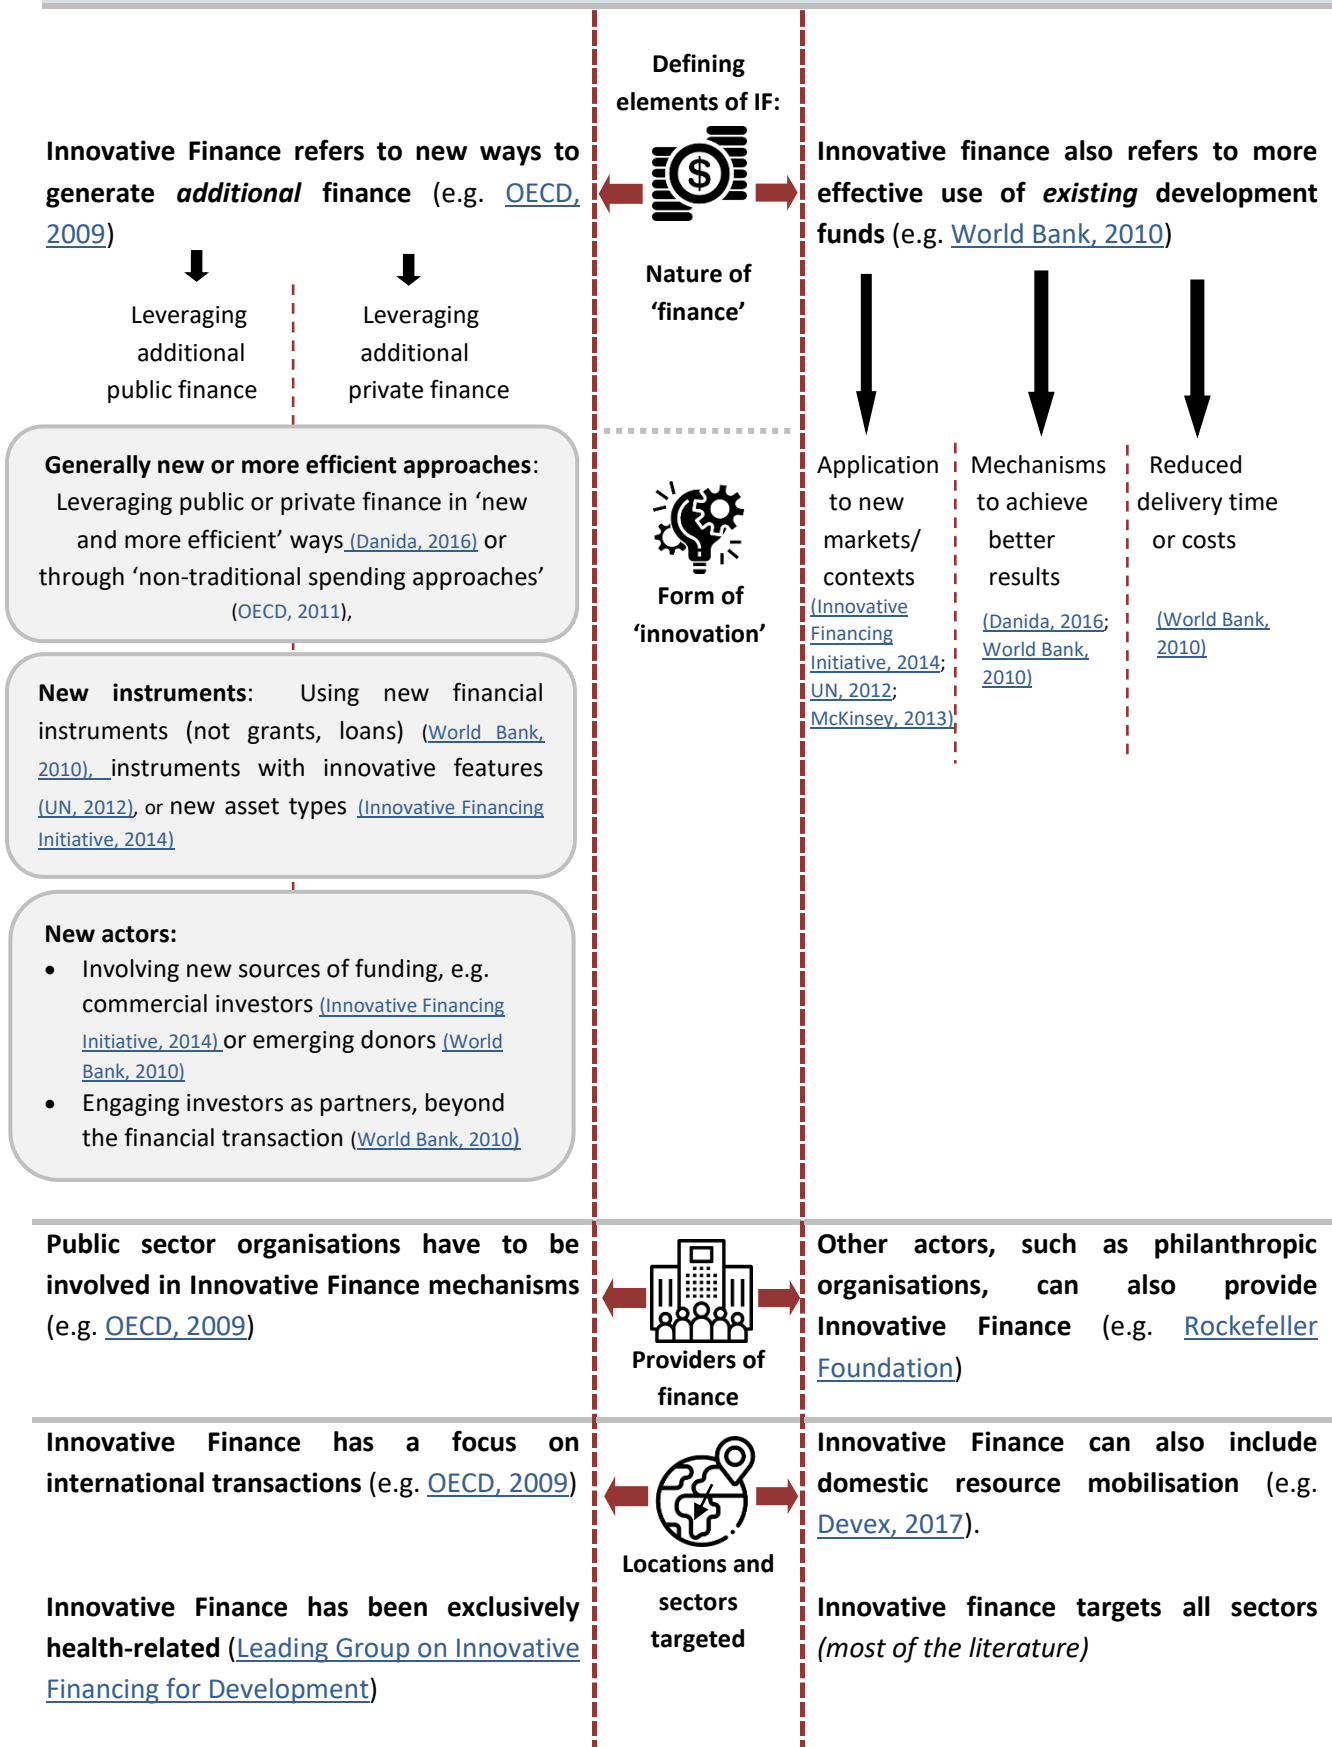 Defining
elements of IF:
Innovative Finance refers to new ways to
generate additional finance (e.g. OECD,
2009)
Innovative finance also refers to more
effective use of existing development
funds (e.g. World Bank, 2010)
Nature of
‘finance’
Leveraging
additional
public finance
Leveraging
additional
private finance
Generally new or more efficient approaches:
Leveraging public or private finance in ‘new
and more efficient’ ways (Danida, 2016) or
through ‘non-traditional spending approaches’
(OECD, 2011),
New instruments: Using new financial
instruments (not grants, loans) (World Bank,
2010), instruments with innovative features
(UN, 2012), or new asset types (Innovative Financing
Initiative, 2014)
New actors:
• Involving new sources of funding, e.g.
commercial investors (Innovative Financing
Initiative, 2014) or emerging donors (World
Bank, 2010)
• Engaging investors as partners, beyond
the financial transaction (World Bank, 2010)
Form of
‘innovation’
Application
to new
markets/
contexts
(Innovative
Financing
Initiative, 2014;
UN, 2012;
McKinsey, 2013)
Mechanisms
to achieve
better
results
(Danida, 2016;
World Bank,
2010)
Reduced
delivery time
or costs
(World Bank,
2010)
Public sector organisations have to be
involved in Innovative Finance mechanisms
(e.g. OECD, 2009)
Providers of
finance
Other actors, such as philanthropic
organisations, can also provide
Innovative Finance (e.g. Rockefeller
Foundation)
Innovative Finance has a focus on
international transactions (e.g. OECD, 2009)
Innovative Finance has been exclusively
health-related (Leading Group on Innovative
Financing for Development)
Locations and
sectors
targeted
Innovative Finance can also include
domestic resource mobilisation (e.g.
Devex, 2017).
Innovative finance targets all sectors
(most of the literature)